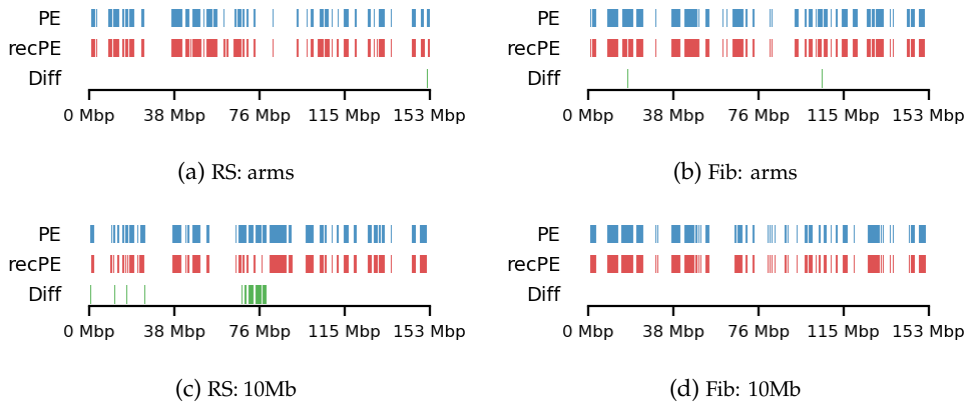 PE
recPE
Diff
0 Mbp 38 Mbp 76 Mbp 115 Mbp 153 Mbp
(a) RS: arms
PE
recPE
Diff
0 Mbp 38 Mbp 76 Mbp 115 Mbp 153 Mbp
(b) Fib: arms
PE
recPE
Diff
0 Mbp 38 Mbp 76 Mbp 115 Mbp 153 Mbp
(c) RS: 10Mb
PE
recPE
Diff
0 Mbp 38 Mbp 76 Mbp 115 Mbp 153 Mbp
(d) Fib: 10Mb